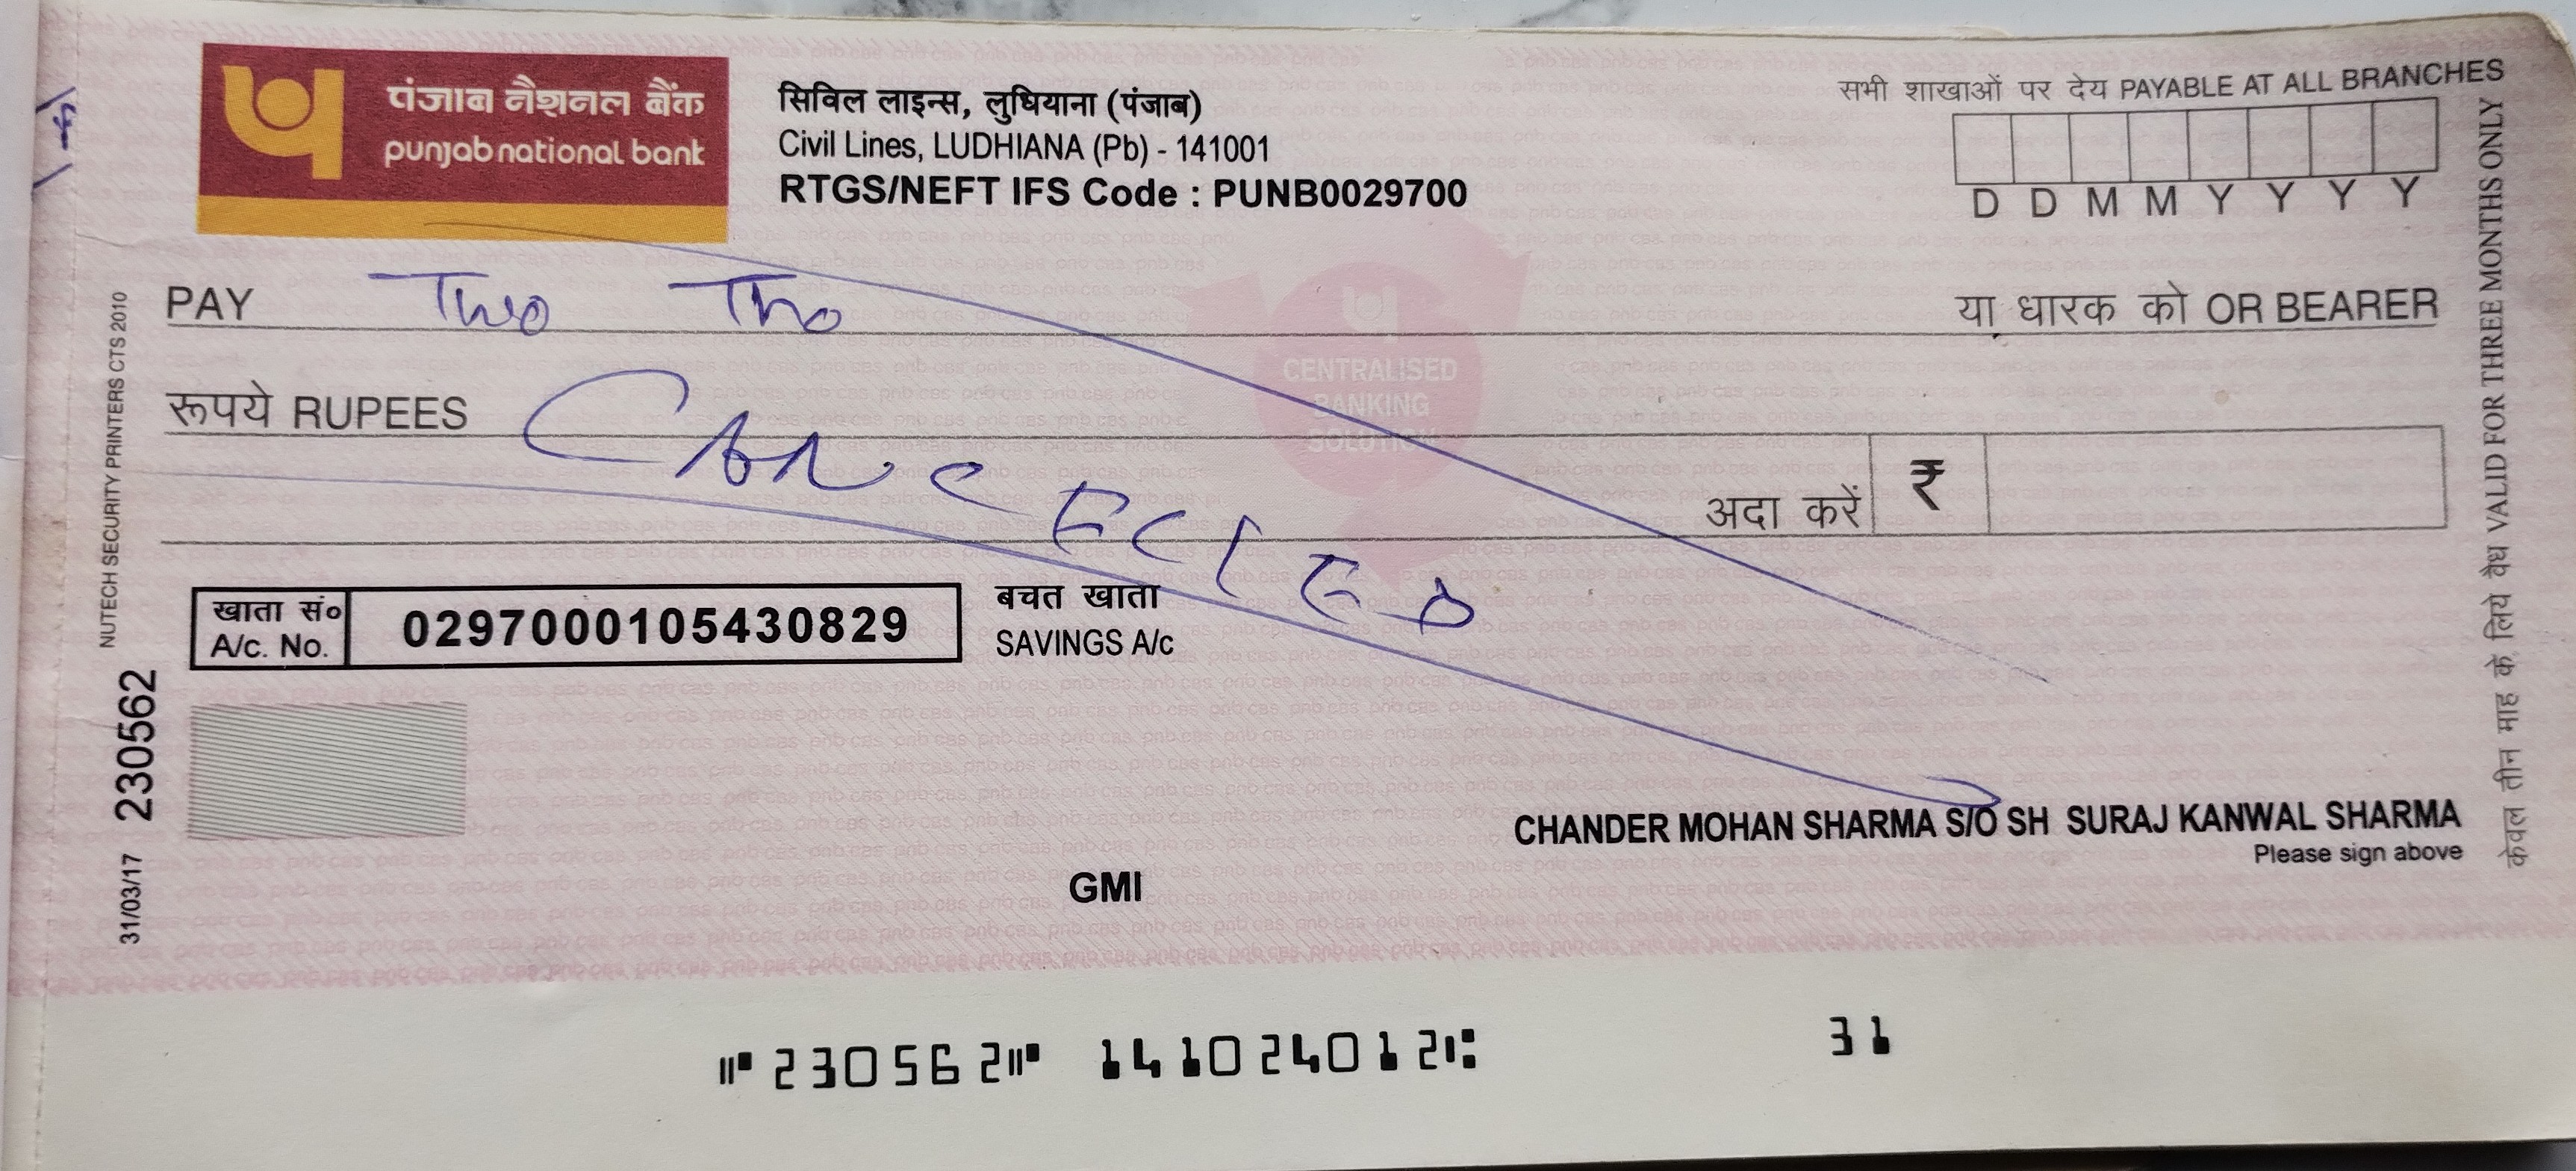 पंजाब नैशनल बैंक
punjab national bank
सिविल लाइन्स, लुधियाना (पंजाब)
Civil Lines, LUDHIANA (Pb) - 141001
RTGS/NEFT IFS Code : PUNB0029700
सभी शाखाओं पर देय PAYABLE AT ALL BRANCHES
D D M M Y Y Y Y
PAY Two Tho या धारक को OR BEARER
CENTRALISED
BANKING
SOLUTION
रूपये RUPEES
CANCELLED
अदा करें ₹
खाता सं० A/c. No. 0297000105430829
बचत खाता
SAVINGS A/c
CHANDER MOHAN SHARMA S/O SH SURAJ KANWAL SHARMA
Please sign above
GMI
NUTECH SECURITY PRINTERS CTS 2010
31/03/17 230562
केवल तीन माह के लिये वैध VALID FOR THREE MONTHS ONLY
⑈230562⑈ 141024012⑆ 31